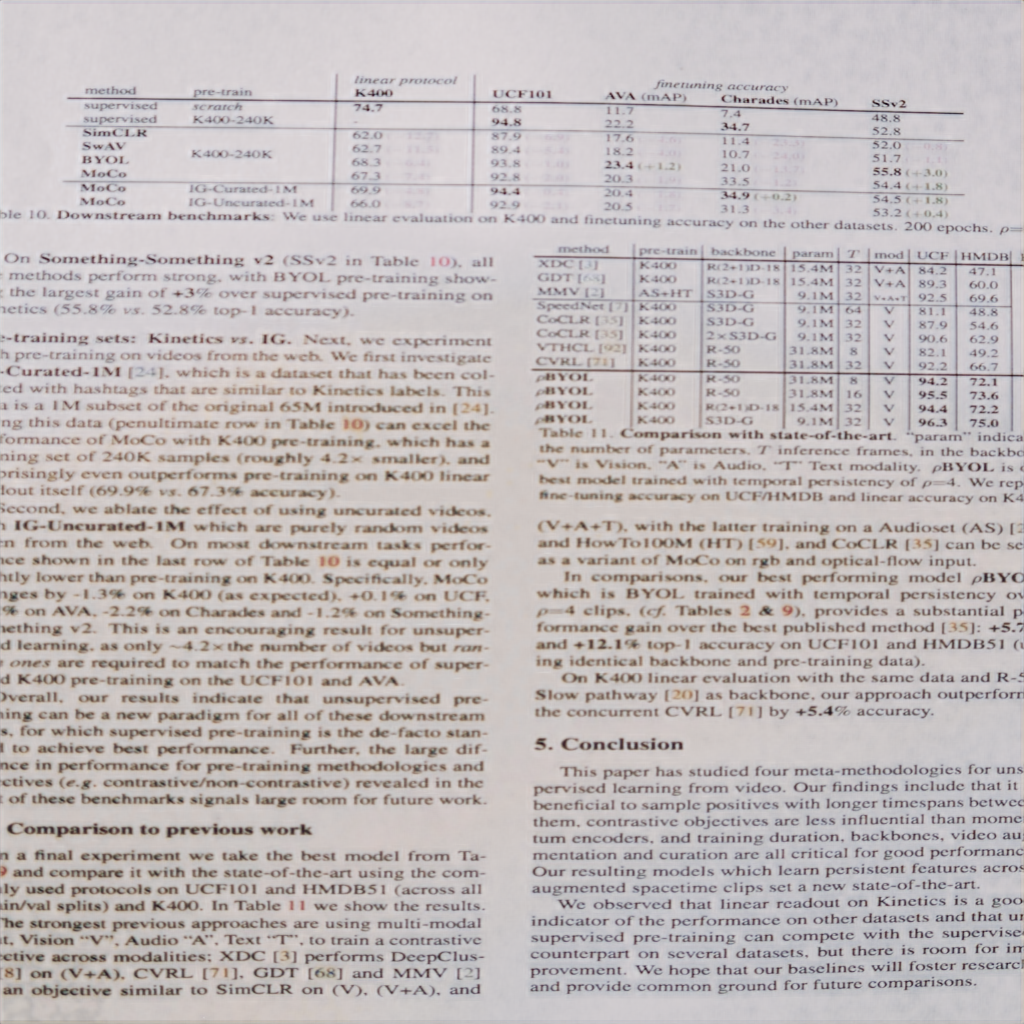 linear protocol finetuning accuracy
method pre-train K400 UCF101 AVA (mAP) Charades (mAP) SSv2
supervised scratch 74.7 68.8 11.7 7.4 48.8
supervised K400-240K - 94.8 22.2 34.7 52.8
SimCLR 62.0 87.9 17.6 11.4 52.0
SwAV K400-240K 62.7 89.4 18.2 10.7 51.7
BYOL 68.3 93.8 23.4 (+1.2) 21.0 55.8 (+3.0)
MoCo 67.3 92.8 20.3 33.5 54.4 (+1.8)
MoCo IG-Curated-1M 69.9 94.4 20.4 34.9 (+0.2) 54.5 (+1.8)
MoCo IG-Uncurated-1M 66.0 92.9 20.5 31.3 53.2 (+0.4)
ble 10. Downstream benchmarks: We use linear evaluation on K400 and finetuning accuracy on the other datasets. 200 epochs. ρ=
On Something-Something v2 (SSv2 in Table 10), all
methods perform strong, with BYOL pre-training show-
the largest gain of +3% over supervised pre-training on
netics (55.8% vs. 52.8% top-1 accuracy).
e-training sets: Kinetics vs. IG. Next, we experiment
h pre-training on videos from the web. We first investigate
-Curated-1M [24], which is a dataset that has been col-
ted with hashtags that are similar to Kinetics labels. This
a is a 1M subset of the original 65M introduced in [24].
ng this data (penultimate row in Table 10) can excel the
formance of MoCo with K400 pre-training, which has a
ning set of 240K samples (roughly 4.2× smaller), and
prisingly even outperforms pre-training on K400 linear
dout itself (69.9% vs. 67.3% accuracy).
Second, we ablate the effect of using uncurated videos,
h IG-Uncurated-1M which are purely random videos
en from the web. On most downstream tasks perfor-
nce shown in the last row of Table 10 is equal or only
htly lower than pre-training on K400. Specifically, MoCo
nges by -1.3% on K400 (as expected), +0.1% on UCF,
% on AVA, -2.2% on Charades and -1.2% on Something-
nething v2. This is an encouraging result for unsuper-
d learning, as only ~4.2× the number of videos but ran-
ones are required to match the performance of super-
d K400 pre-training on the UCF101 and AVA.
Overall, our results indicate that unsupervised pre-
ning can be a new paradigm for all of these downstream
s, for which supervised pre-training is the de-facto stan-
l to achieve best performance. Further, the large dif-
nce in performance for pre-training methodologies and
ectives (e.g. contrastive/non-contrastive) revealed in the
t of these benchmarks signals large room for future work.
Comparison to previous work
n a final experiment we take the best model from Ta-
9 and compare it with the state-of-the-art using the com-
ly used protocols on UCF101 and HMDB51 (across all
ain/val splits) and K400. In Table 11 we show the results.
The strongest previous approaches are using multi-modal
t, Vision "V", Audio "A", Text "T", to train a contrastive
ective across modalities: XDC [3] performs DeepClus-
[8] on (V+A), CVRL [71], GDT [68] and MMV [2]
an objective similar to SimCLR on (V), (V+A), and
method pre-train backbone param T mod UCF HMDB
XDC [3] K400 R(2+1)D-18 15.4M 32 V+A 84.2 47.1
GDT [68] K400 R(2+1)D-18 15.4M 32 V+A 89.3 60.0
MMV [2] AS+HT S3D-G 9.1M 32 V+A+T 92.5 69.6
SpeedNet [7] K400 S3D-G 9.1M 64 V 81.1 48.8
CoCLR [35] K400 S3D-G 9.1M 32 V 87.9 54.6
CoCLR [35] K400 2×S3D-G 9.1M 32 V 90.6 62.9
VTHCL [92] K400 R-50 31.8M 8 V 82.1 49.2
CVRL [71] K400 R-50 31.8M 32 V 92.2 66.7
ρBYOL K400 R-50 31.8M 8 V 94.2 72.1
ρBYOL K400 R-50 31.8M 16 V 95.5 73.6
ρBYOL K400 R(2+1)D-18 15.4M 32 V 94.4 72.2
ρBYOL K400 S3D-G 9.1M 32 V 96.3 75.0
Table 11. Comparison with state-of-the-art. "param" indica
the number of parameters, T inference frames, in the backbo
"V" is Vision, "A" is Audio, "T" Text modality. ρBYOL is
best model trained with temporal persistency of ρ=4. We rep
fine-tuning accuracy on UCF/HMDB and linear accuracy on K4
(V+A+T), with the latter training on a Audioset (AS) [
and HowTo100M (HT) [59], and CoCLR [35] can be se
as a variant of MoCo on rgb and optical-flow input.
In comparisons, our best performing model ρBYO
which is BYOL trained with temporal persistency ov
ρ=4 clips, (cf. Tables 2 & 9), provides a substantial p
formance gain over the best published method [35]: +5.7
and +12.1% top-1 accuracy on UCF101 and HMDB51 (u
ing identical backbone and pre-training data).
On K400 linear evaluation with the same data and R-5
Slow pathway [20] as backbone, our approach outperform
the concurrent CVRL [71] by +5.4% accuracy.
5. Conclusion
This paper has studied four meta-methodologies for uns
pervised learning from video. Our findings include that it
beneficial to sample positives with longer timespans betwee
them, contrastive objectives are less influential than mome
tum encoders, and training duration, backbones, video au
mentation and curation are all critical for good performanc
Our resulting models which learn persistent features acros
augmented spacetime clips set a new state-of-the-art.
We observed that linear readout on Kinetics is a goo
indicator of the performance on other datasets and that un
supervised pre-training can compete with the supervise
counterpart on several datasets, but there is room for im
provement. We hope that our baselines will foster research
and provide common ground for future comparisons.